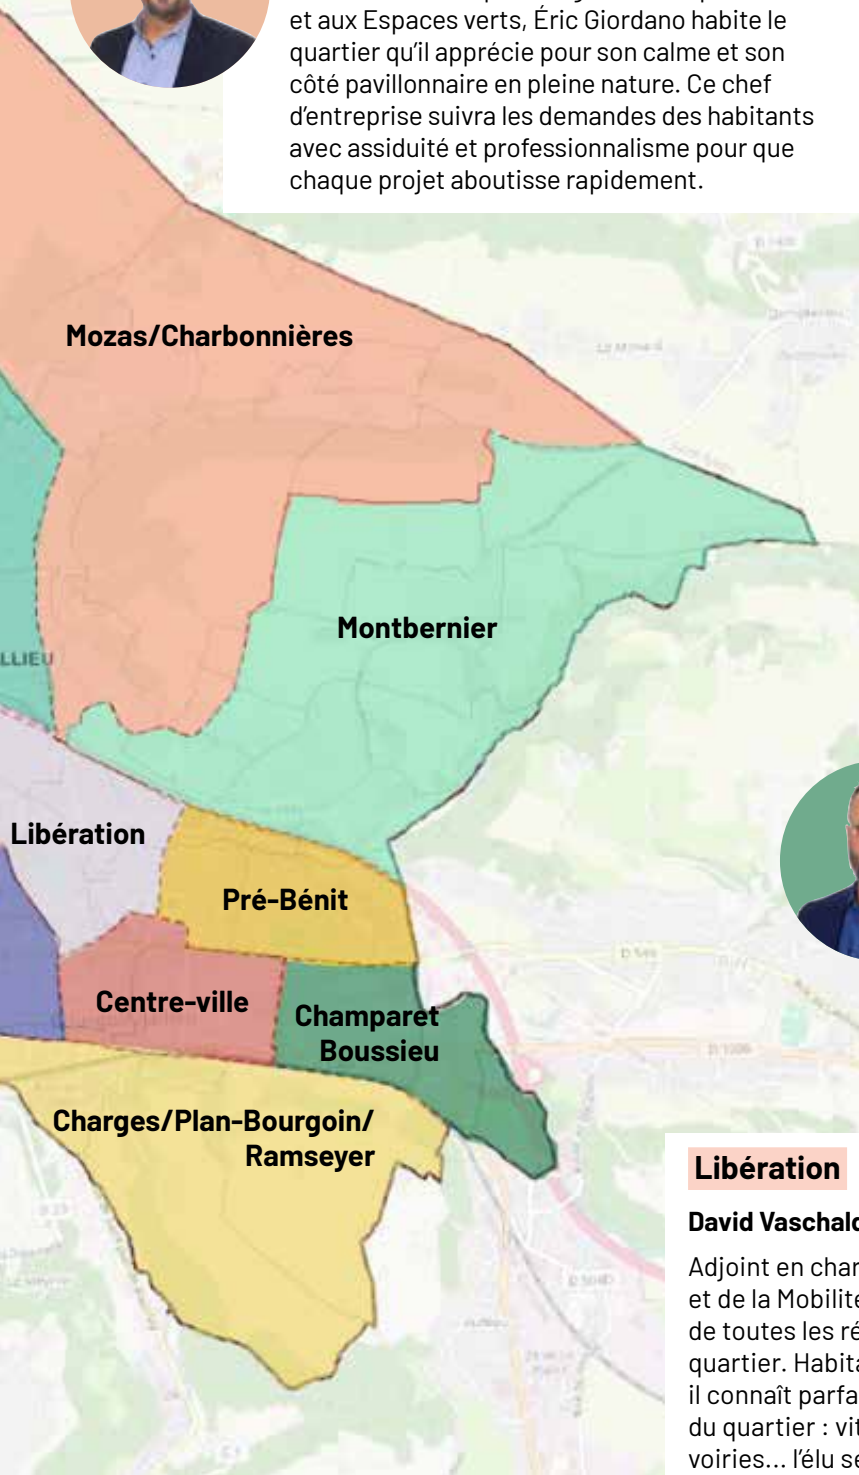 et aux Espaces verts, Éric Giordano habite le
quartier qu'il apprécie pour son calme et son
côté pavillonnaire en pleine nature. Ce chef
d'entreprise suivra les demandes des habitants
avec assiduité et professionnalisme pour que
chaque projet aboutisse rapidement.
Mozas/Charbonnières
Montbernier
LLIEU
Libération
Pré-Bénit
Centre-ville
Champaret
Boussieu
Charges/Plan-Bourgoin/
Ramseyer
D 1006
Libération
David Vaschald
Adjoint en char
et de la Mobilité
de toutes les ré
quartier. Habita
il connaît parfa
du quartier : vit
voiries... l'élu se